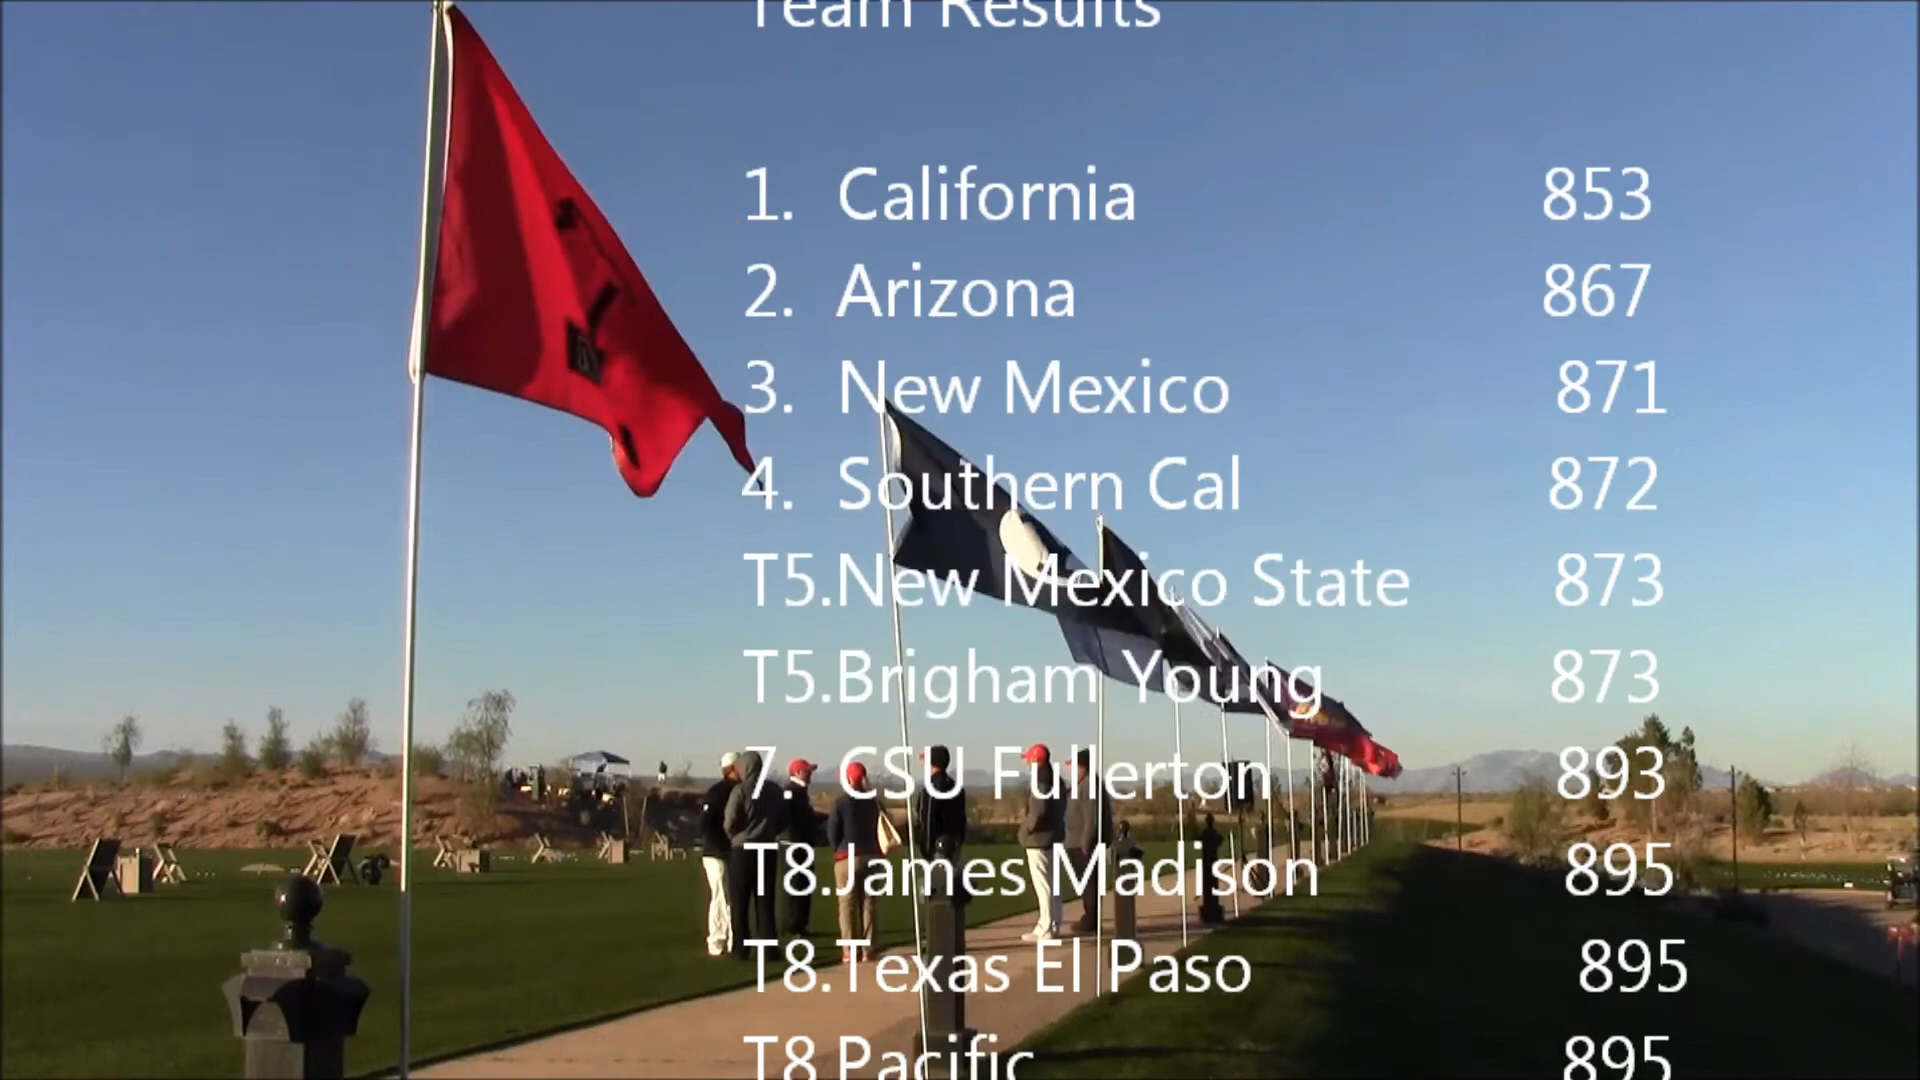 Team Results
1. California 853
2. Arizona 867
3. New Mexico 871
4. Southern Cal 872
T5.New Mexico State 873
T5.Brigham Young 873
7. CSU Fullerton 893
T8.James Madison 895
T8.Texas El Paso 895
T8.Pacific 895